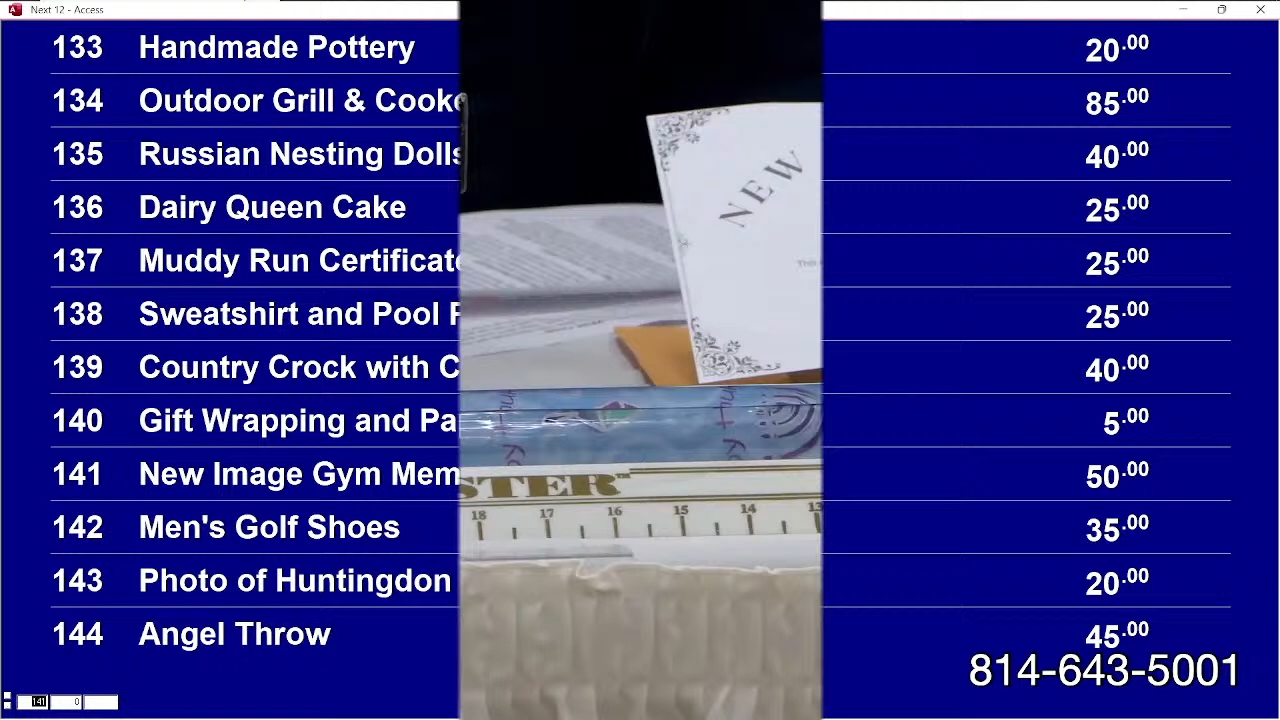 Next 12 - Access
133 Handmade Pottery 20.00
134 Outdoor Grill & Cooke 85.00
135 Russian Nesting Dolls 40.00
136 Dairy Queen Cake 25.00
137 Muddy Run Certificate 25.00
138 Sweatshirt and Pool 25.00
139 Country Crock with C 40.00
140 Gift Wrapping and Pa 5.00
141 New Image Gym Mem 50.00
142 Men's Golf Shoes 35.00
143 Photo of Huntingdon 20.00
144 Angel Throw 45.00
814-643-5001
141 0
NEW
STER™
18 17 16 15 14 13